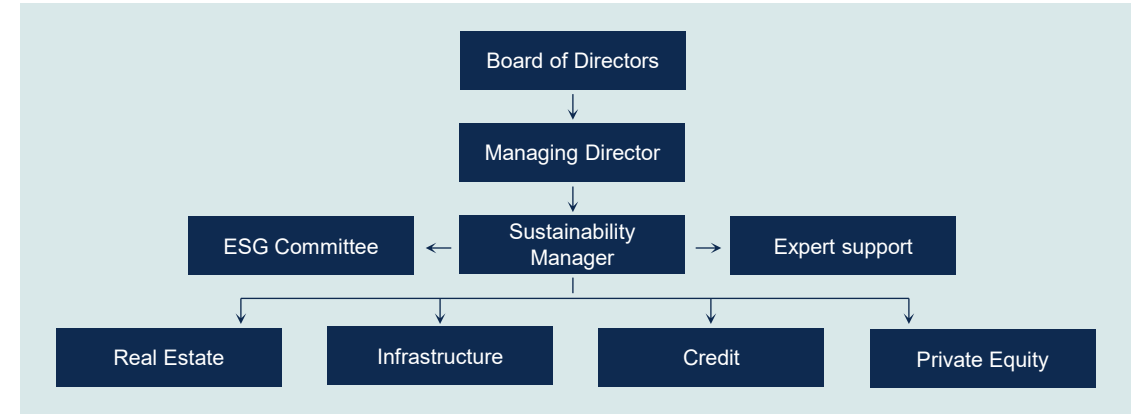 Board of Directors
Managing Director
ESG Committee
Sustainability
Manager
Expert support
Real Estate
Infrastructure
Credit
Private Equity